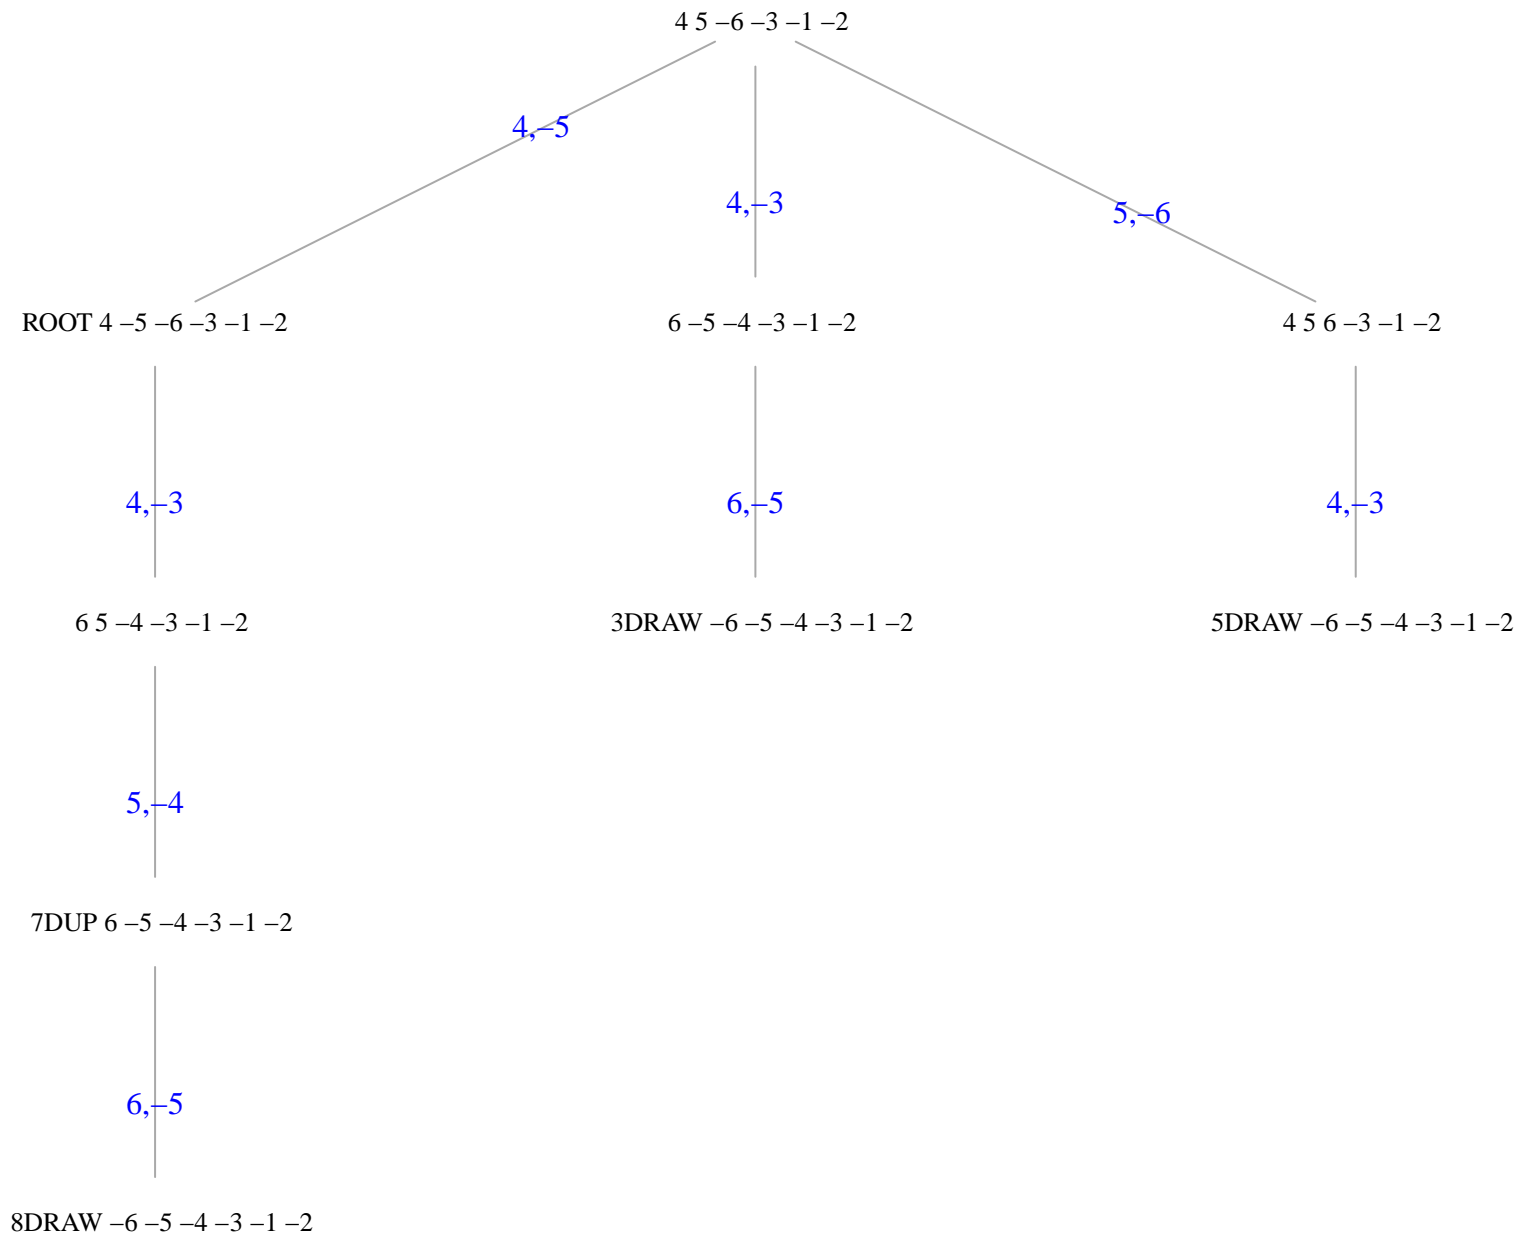 4 5 –6 –3 –1 –2
4,–5
4,–3
5,–6
ROOT 4 –5 –6 –3 –1 –2
6 –5 –4 –3 –1 –2
4 5 6 –3 –1 –2
4,–3
6,–5
4,–3
6 5 –4 –3 –1 –2
3DRAW –6 –5 –4 –3 –1 –2
5DRAW –6 –5 –4 –3 –1 –2
5,–4
7DUP 6 –5 –4 –3 –1 –2
6,–5
8DRAW –6 –5 –4 –3 –1 –2